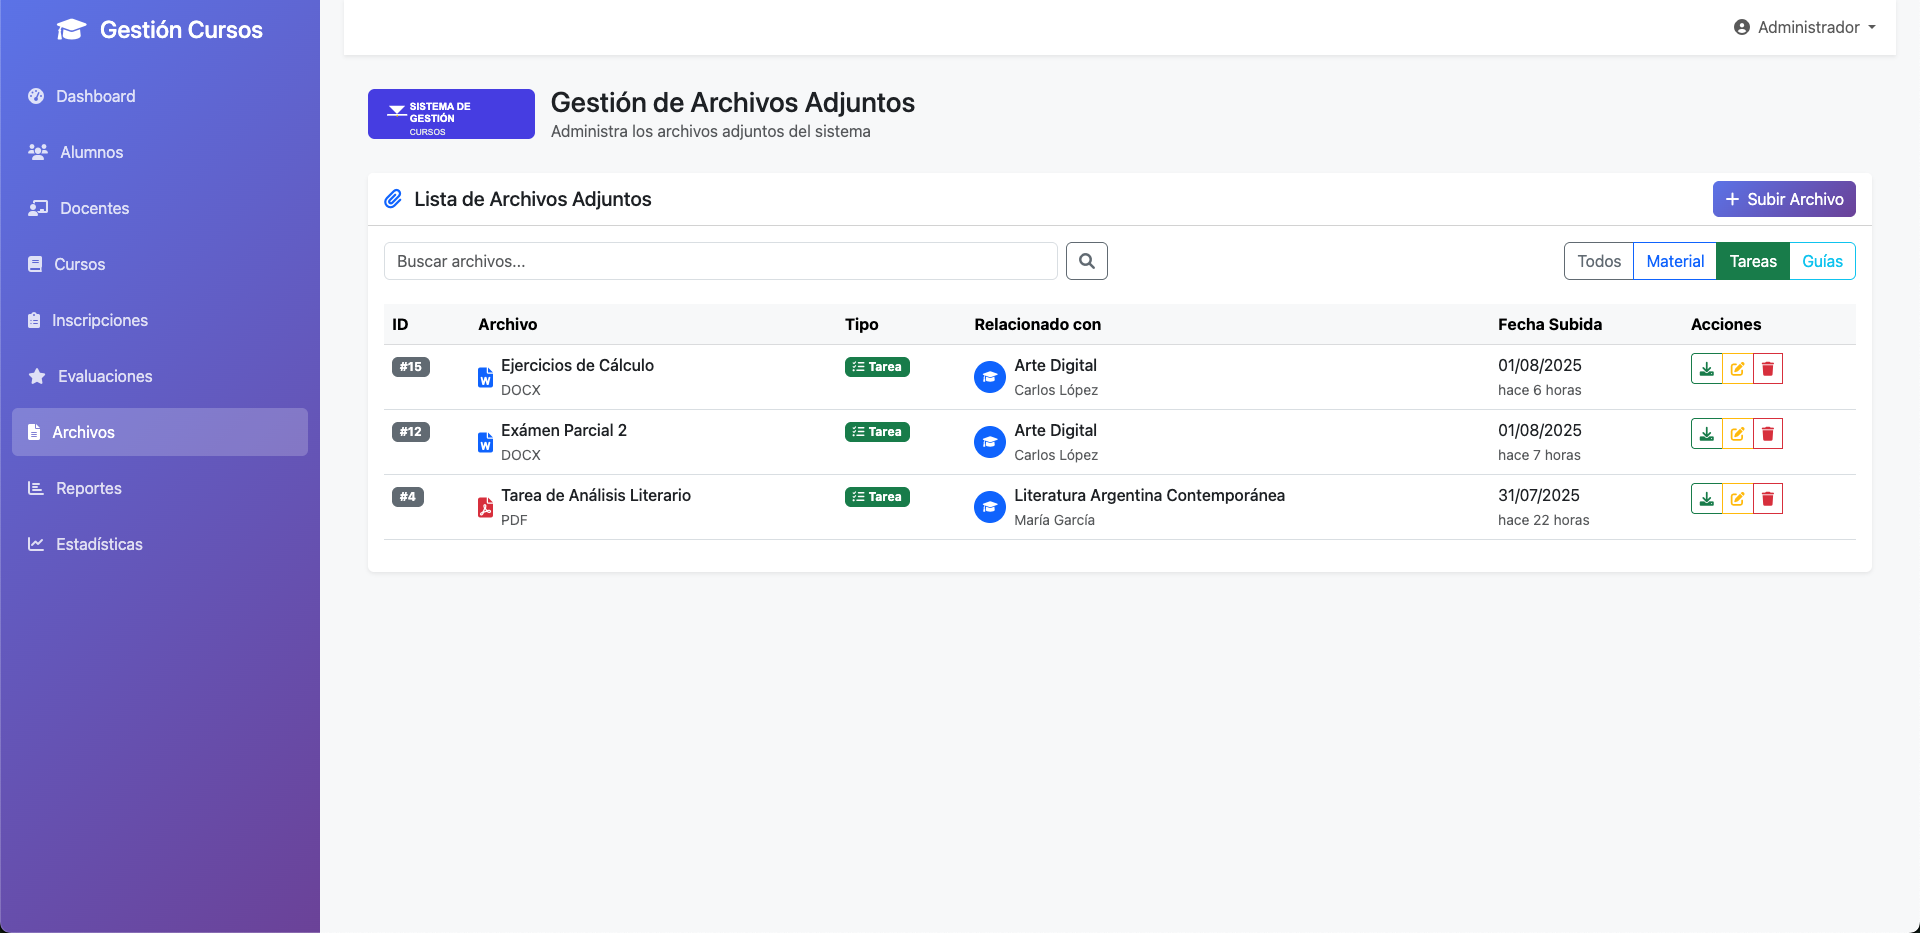 Gestión Cursos
Administrador
Dashboard
Alumnos
Docentes
Cursos
Inscripciones
Evaluaciones
Archivos
Reportes
Estadísticas
SISTEMA DE
GESTIÓN
CURSOS
Gestión de Archivos Adjuntos
Administra los archivos adjuntos del sistema
Lista de Archivos Adjuntos
Subir Archivo
Buscar archivos...
Todos Material Tareas Guías
ID Archivo Tipo Relacionado con Fecha Subida Acciones
#15 Ejercicios de Cálculo Tarea Arte Digital 01/08/2025
DOCX Carlos López hace 6 horas
#12 Exámen Parcial 2 Tarea Arte Digital 01/08/2025
DOCX Carlos López hace 7 horas
#4 Tarea de Análisis Literario Tarea Literatura Argentina Contemporánea 31/07/2025
PDF María García hace 22 horas